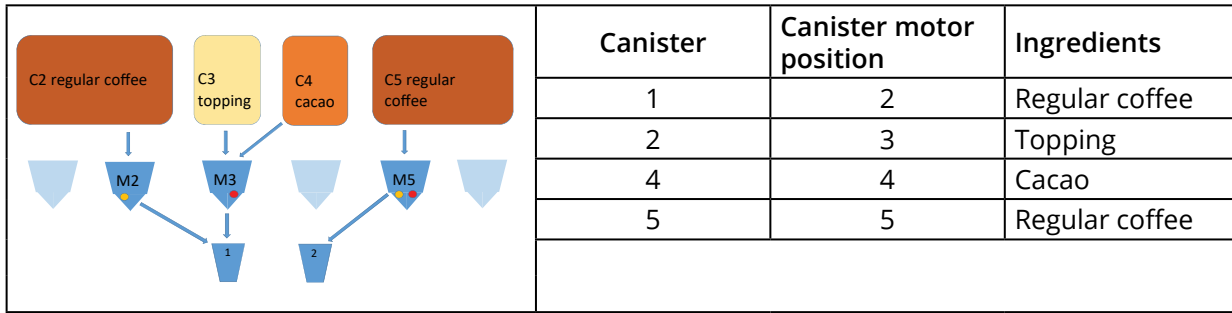 C2 regular coffee
C3
topping
C4
cacao
C5 regular
coffee
M2
M3
M5
1
2
Canister
Canister motor
position
Ingredients
1 2 Regular coffee
2 3 Topping
4 4 Cacao
5 5 Regular coffee